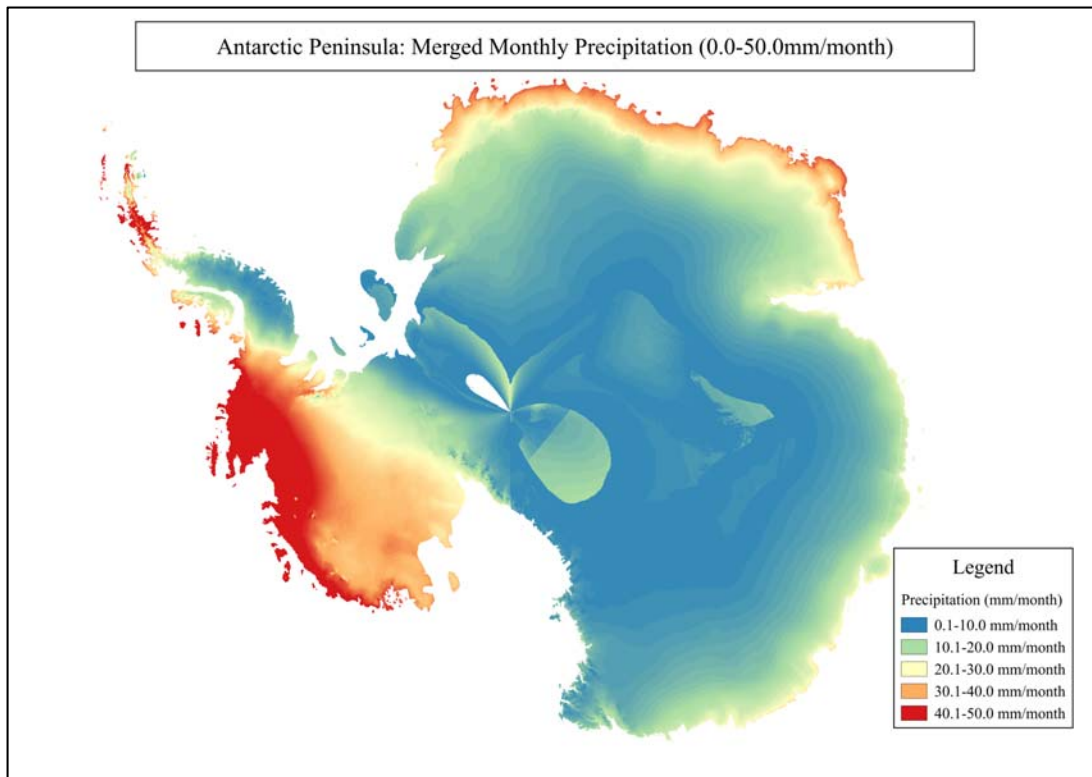 Antarctic Peninsula: Merged Monthly Precipitation (0.0-50.0mm/month)
Legend
Precipitation (mm/month)
0.1-10.0 mm/month
10.1-20.0 mm/month
20.1-30.0 mm/month
30.1-40.0 mm/month
40.1-50.0 mm/month